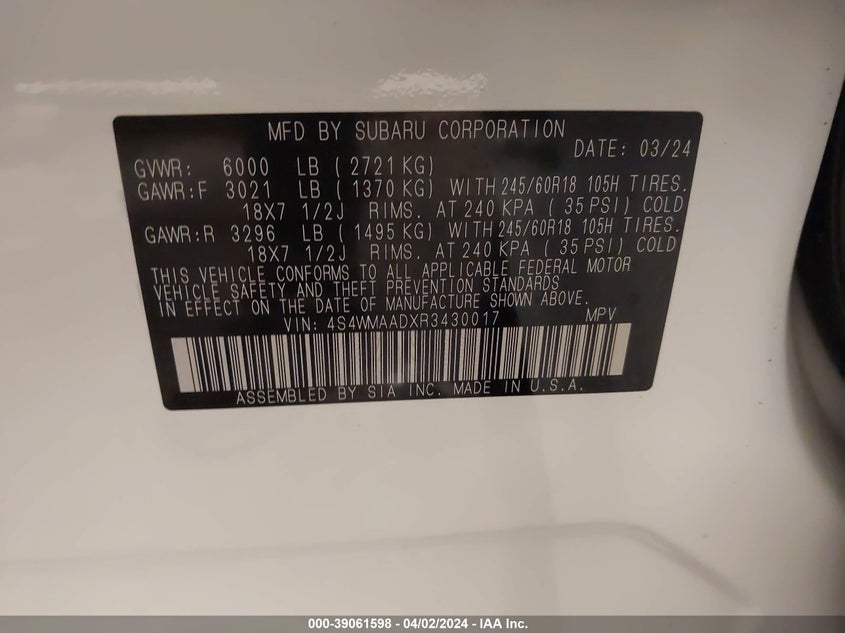 MFD BY SUBARU CORPORATION
DATE: 03/24
GVWR: 6000 LB ( 2721 KG)
GAWR:F 3021 LB ( 1370 KG) WITH 245/60R18 105H TIRES.
18X7 1/2J RIMS. AT 240 KPA ( 35 PSI) COLD
GAWR:R 3296 LB ( 1495 KG) WITH 245/60R18 105H TIRES.
18X7 1/2J RIMS. AT 240 KPA ( 35 PSI) COLD
THIS VEHICLE CONFORMS TO ALL APPLICABLE FEDERAL MOTOR
VEHICLE SAFETY AND THEFT PREVENTION STANDARDS
IN EFFECT ON THE DATE OF MANUFACTURE SHOWN ABOVE.
VIN: 4S4WMAADXR3430017 MPV
ASSEMBLED BY SIA INC. MADE IN U.S.A.
000-39061598 - 04/02/2024 - IAA Inc.